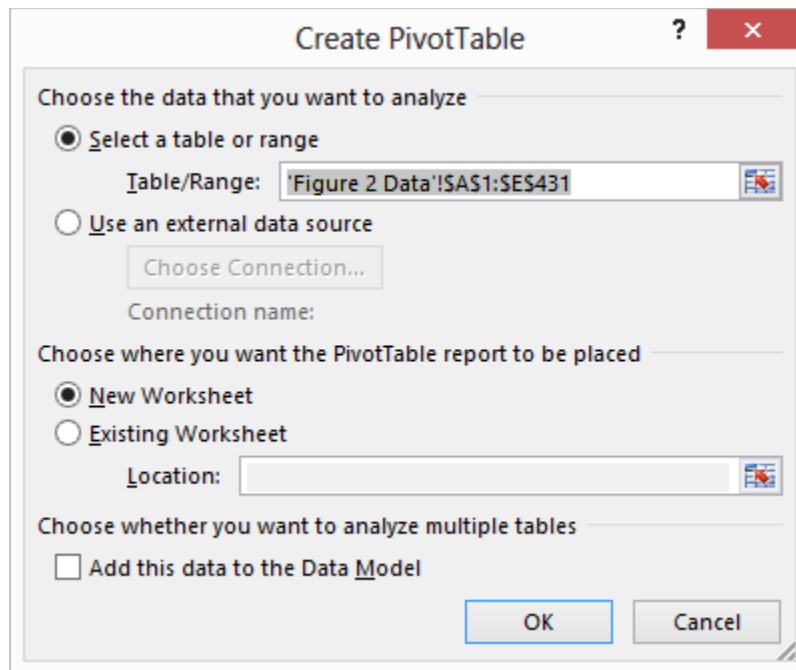 Create PivotTable
?
Choose the data that you want to analyze
Select a table or range
Table/Range: 'Figure 2 Data'!$A$1:$E$431
Use an external data source
Choose Connection...
Connection name:
Choose where you want the PivotTable report to be placed
New Worksheet
Existing Worksheet
Location:
Choose whether you want to analyze multiple tables
Add this data to the Data Model
OK Cancel